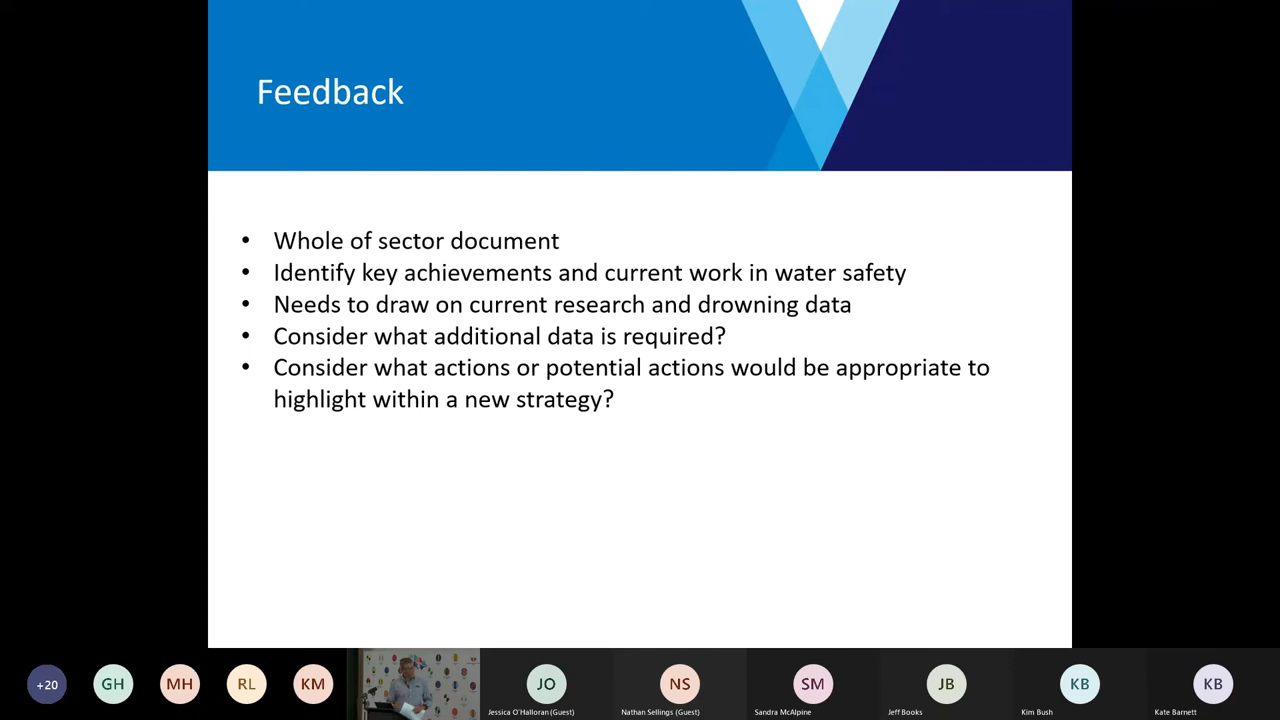 Feedback
• Whole of sector document
• Identify key achievements and current work in water safety
• Needs to draw on current research and drowning data
• Consider what additional data is required?
• Consider what actions or potential actions would be appropriate to
highlight within a new strategy?
+20
GH
MH
RL
KM
JO
Jessica O'Halloran (Guest)
NS
Nathan Sellings (Guest)
SM
Sandra McAlpine
JB
Jeff Books
KB
Kim Bush
KB
Kate Barnett